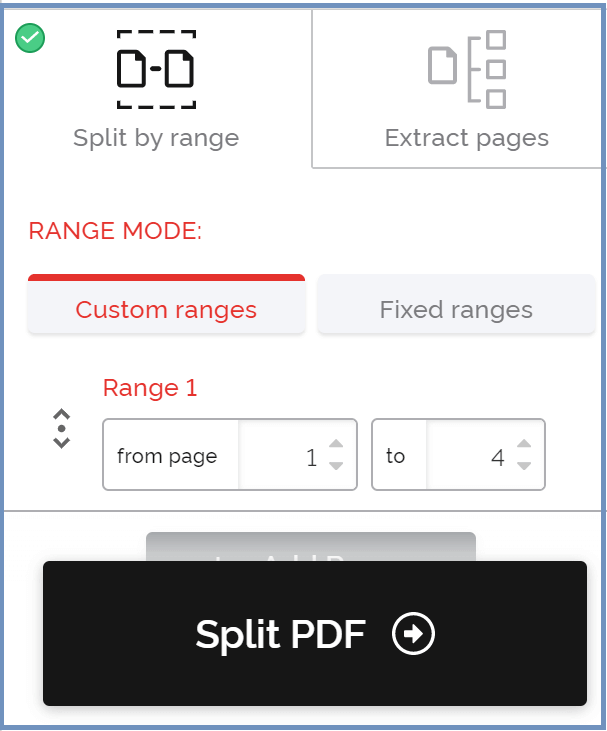 Split by range
Extract pages
RANGE MODE:
Custom ranges
Fixed ranges
Range 1
from page 1 to 4
Split PDF